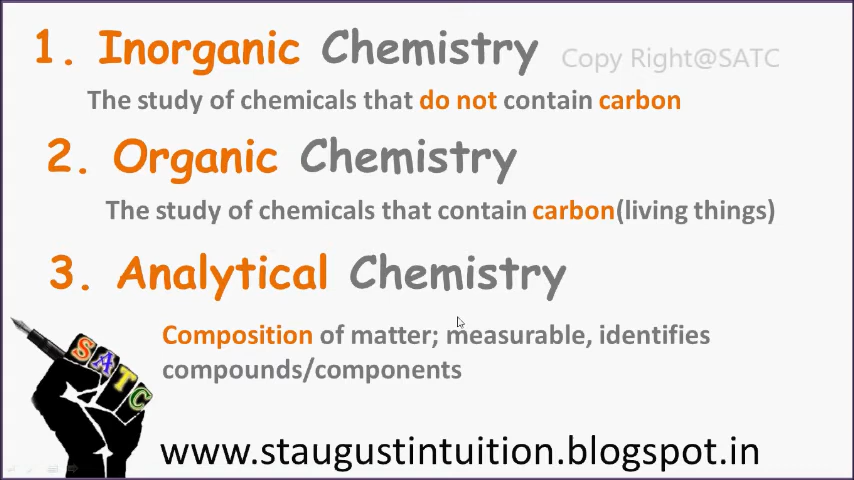 1. Inorganic Chemistry Copy Right@SATC
The study of chemicals that do not contain carbon
2. Organic Chemistry
The study of chemicals that contain carbon(living things)
3. Analytical Chemistry
Composition of matter; measurable, identifies
compounds/components
SATC
www.staugustintuition.blogspot.in